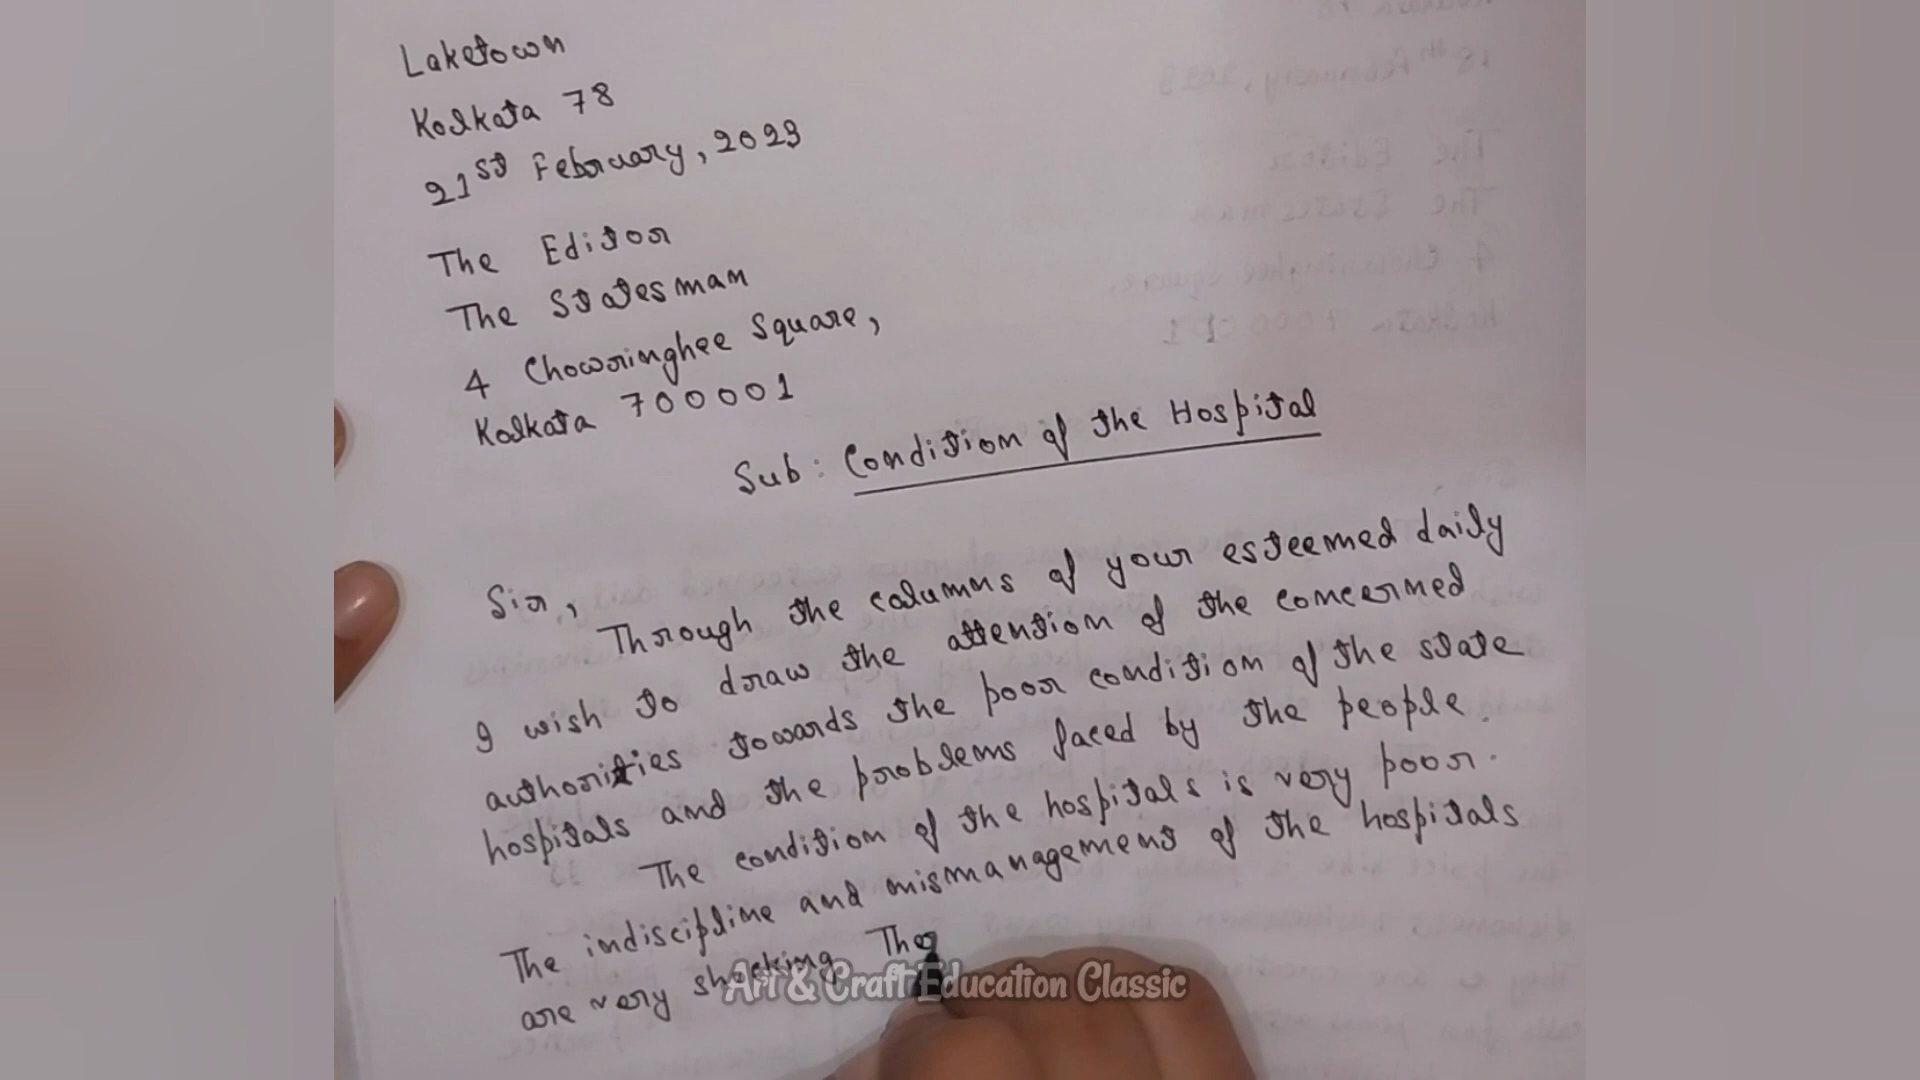 Laketown
Kolkata 78
21st February, 2023
The Editor
The Statesman
4 Chowringhee Square,
Kolkata 700001
Sub: Condition of the Hospital
Sir,
Through the columns of your esteemed daily
I wish to draw the attention of the concerned
authorities towards the poor condition of the state
hospitals and the problems faced by the people.
The condition of the hospitals is very poor.
The indiscipline and mismanagement of the hospitals
are very shocking. The
Art & Craft Education Classic